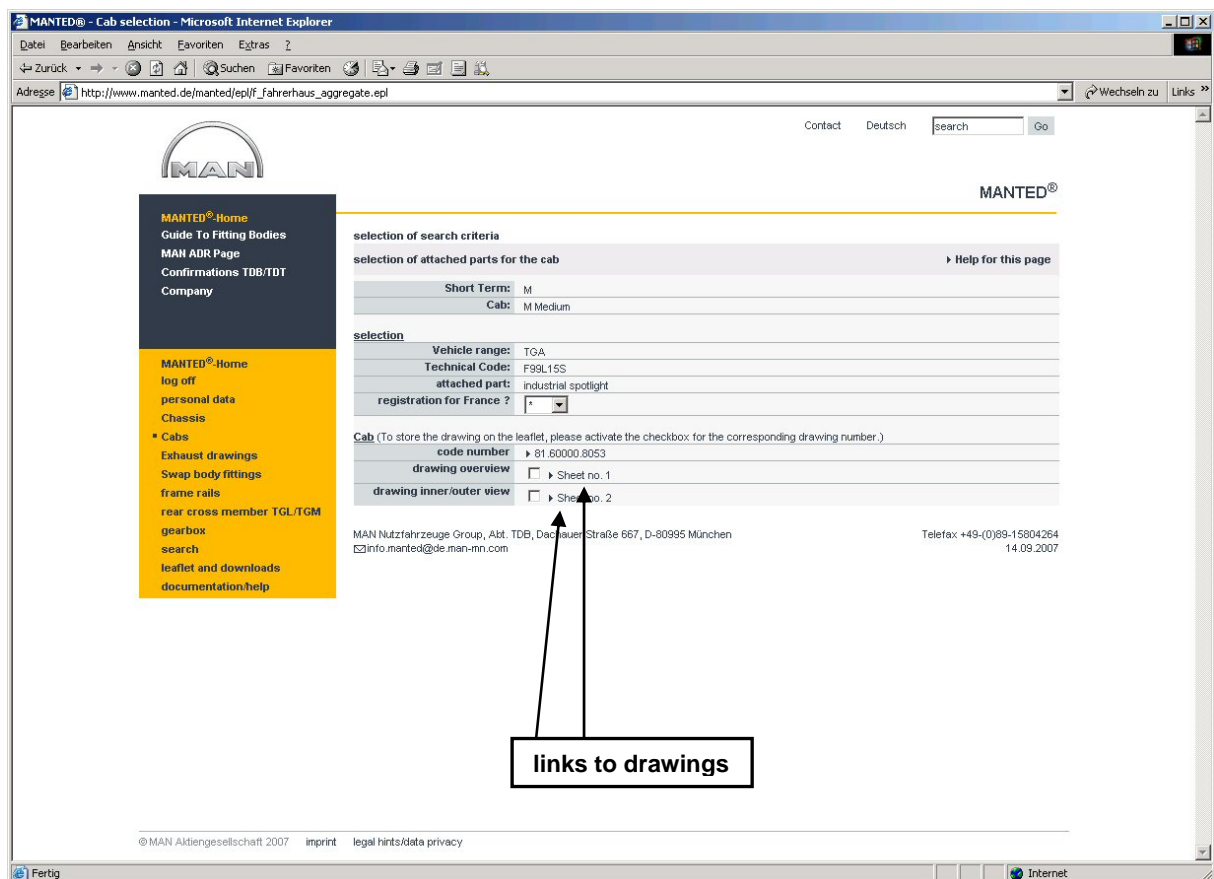 MANTED® - Cab selection - Microsoft Internet Explorer
Datei Bearbeiten Ansicht Favoriten Extras ?
Zurück Suchen Favoriten
Adresse http://www.manted.de/manted/epl/f_fahrerhaus_aggregate.epl Wechseln zu Links »
Contact Deutsch search Go
MAN
MANTED®
MANTED®-Home
Guide To Fitting Bodies
MAN ADR Page
Confirmations TDB/TDT
Company
MANTED®-Home
log off
personal data
Chassis
Cabs
Exhaust drawings
Swap body fittings
frame rails
rear cross member TGL/TGM
gearbox
search
leaflet and downloads
documentation/help
selection of search criteria
selection of attached parts for the cab Help for this page
Short Term: M
Cab: M Medium
selection
Vehicle range: TGA
Technical Code: F99L15S
attached part: industrial spotlight
registration for France ? *
Cab (To store the drawing on the leaflet, please activate the checkbox for the corresponding drawing number.)
code number 81.60000.8053
drawing overview Sheet no. 1
drawing inner/outer view Sheet no. 2
MAN Nutzfahrzeuge Group, Abt. TDB, Dachauer Straße 667, D-80995 München Telefax +49-(0)89-15804264
info.manted@de.man-mn.com 14.09.2007
links to drawings
© MAN Aktiengesellschaft 2007 imprint legal hints/data privacy
Fertig Internet